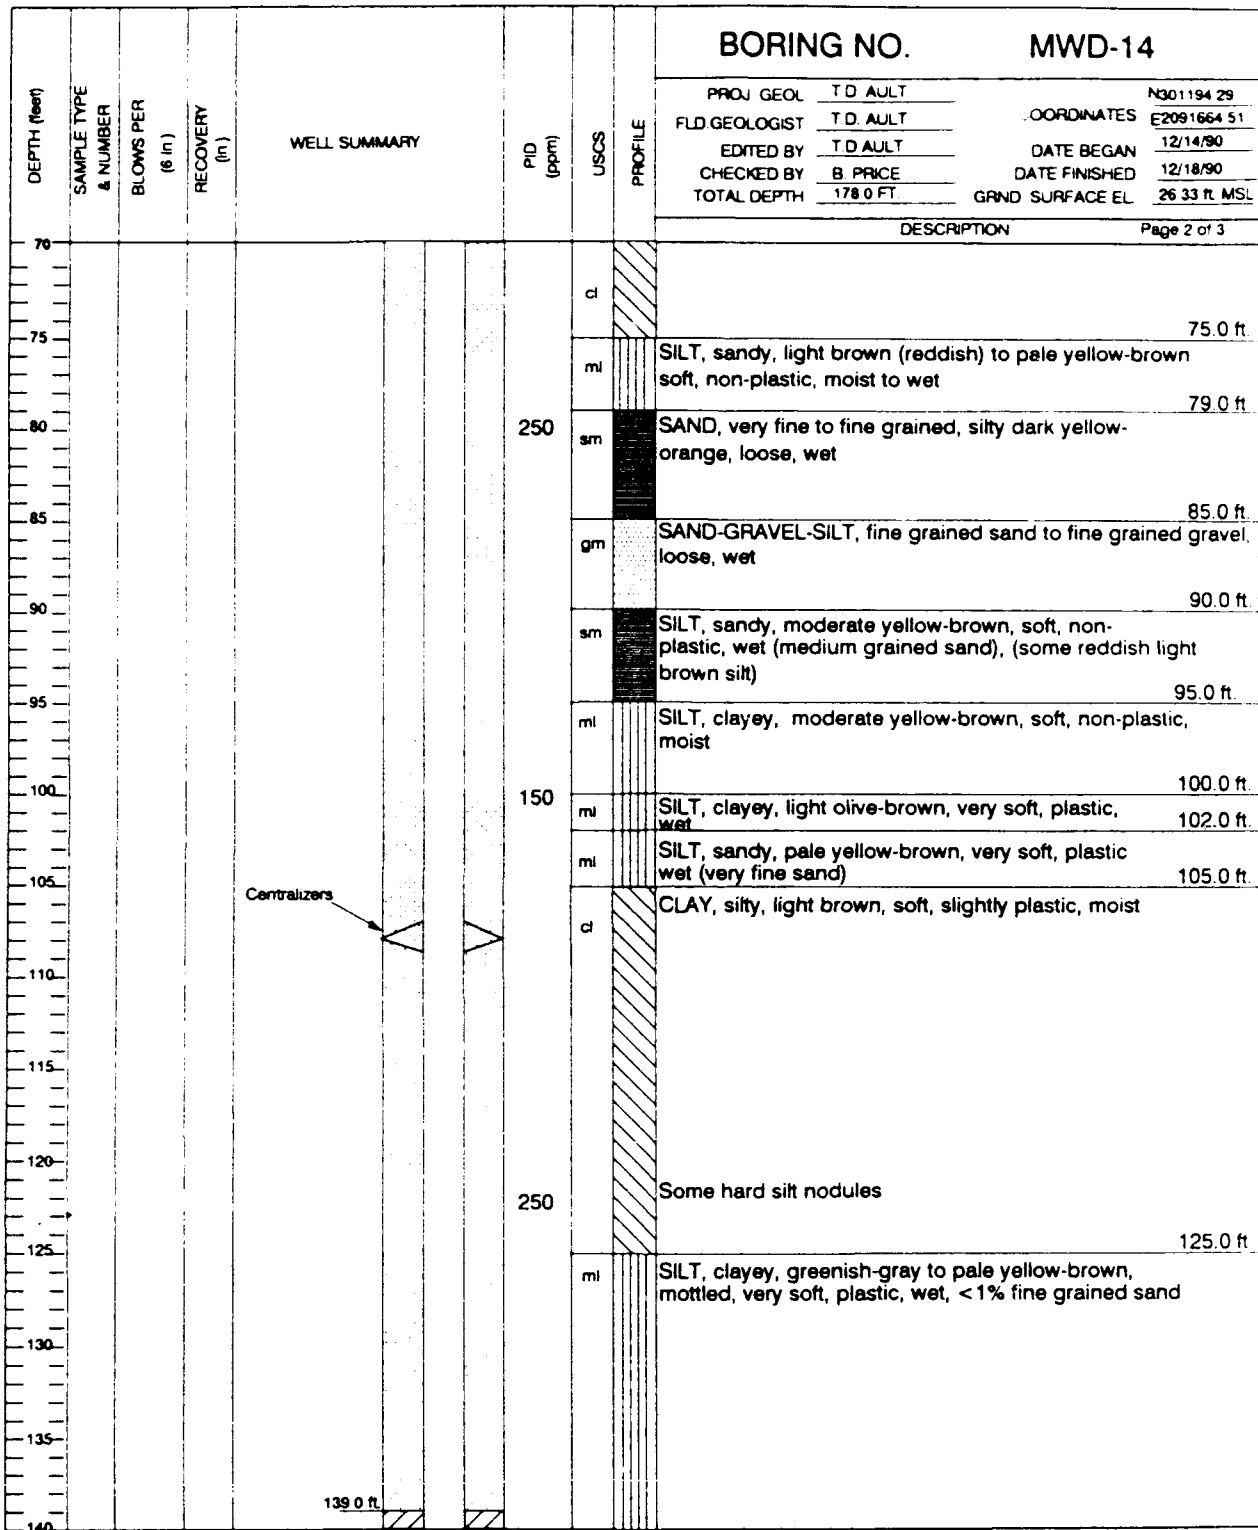 BORING NO. MWD-14
PROJ GEOL T D AULT
FLD.GEOLOGIST T D. AULT
EDITED BY T.D AULT
CHECKED BY B. PRICE
TOTAL DEPTH 178 0 FT.
OORDINATES N301194 29
E2091664 51
DATE BEGAN 12/14/90
DATE FINISHED 12/18/90
GRND SURFACE EL 26 33 ft. MSL
DEPTH (feet)
SAMPLE TYPE
& NUMBER
BLOWS PER
(6 in )
RECOVERY
(in )
WELL SUMMARY
PID
(ppm)
USCS
PROFILE
DESCRIPTION Page 2 of 3
70
cl
75.0 ft.
75
ml
SILT, sandy, light brown (reddish) to pale yellow-brown
soft, non-plastic, moist to wet
79.0 ft
80
250
sm
SAND, very fine to fine grained, silty dark yellow-
orange, loose, wet
85.0 ft.
85
gm
SAND-GRAVEL-SILT, fine grained sand to fine grained gravel,
loose, wet
90.0 ft.
90
sm
SILT, sandy, moderate yellow-brown, soft, non-
plastic, wet (medium grained sand), (some reddish light
brown silt)
95.0 ft.
95
ml
SILT, clayey, moderate yellow-brown, soft, non-plastic,
moist
100.0 ft.
100
150
ml
SILT, clayey, light olive-brown, very soft, plastic,
wet
102.0 ft.
ml
SILT, sandy, pale yellow-brown, very soft, plastic
wet (very fine sand)
105.0 ft.
105
Centralizers
cl
CLAY, silty, light brown, soft, slightly plastic, moist
110
115
120
250
Some hard silt nodules
125.0 ft
125
ml
SILT, clayey, greenish-gray to pale yellow-brown,
mottled, very soft, plastic, wet, <1% fine grained sand
130
135
139 0 ft.
140